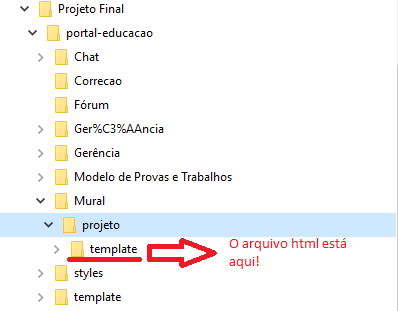 Projeto Final
portal-educacao
Chat
Correcao
Fórum
Ger%C3%AAncia
Gerência
Modelo de Provas e Trabalhos
Mural
projeto
template
O arquivo html está
aqui!
styles
template